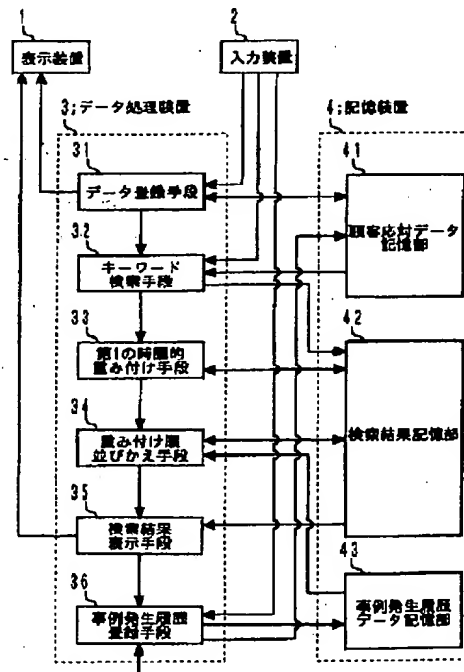 1
表示装置
2
入力装置
3;データ処理装置
4;記憶装置
31
データ登録手段
32
キーワード
検索手段
33
第1の時間的
重み付け手段
34
重み付け順
並びかえ手段
35
検索結果
表示手段
36
事例発生履歴
登録手段
41
顧客応対データ
記憶部
42
検索結果記憶部
43
事例発生履歴
データ記憶部